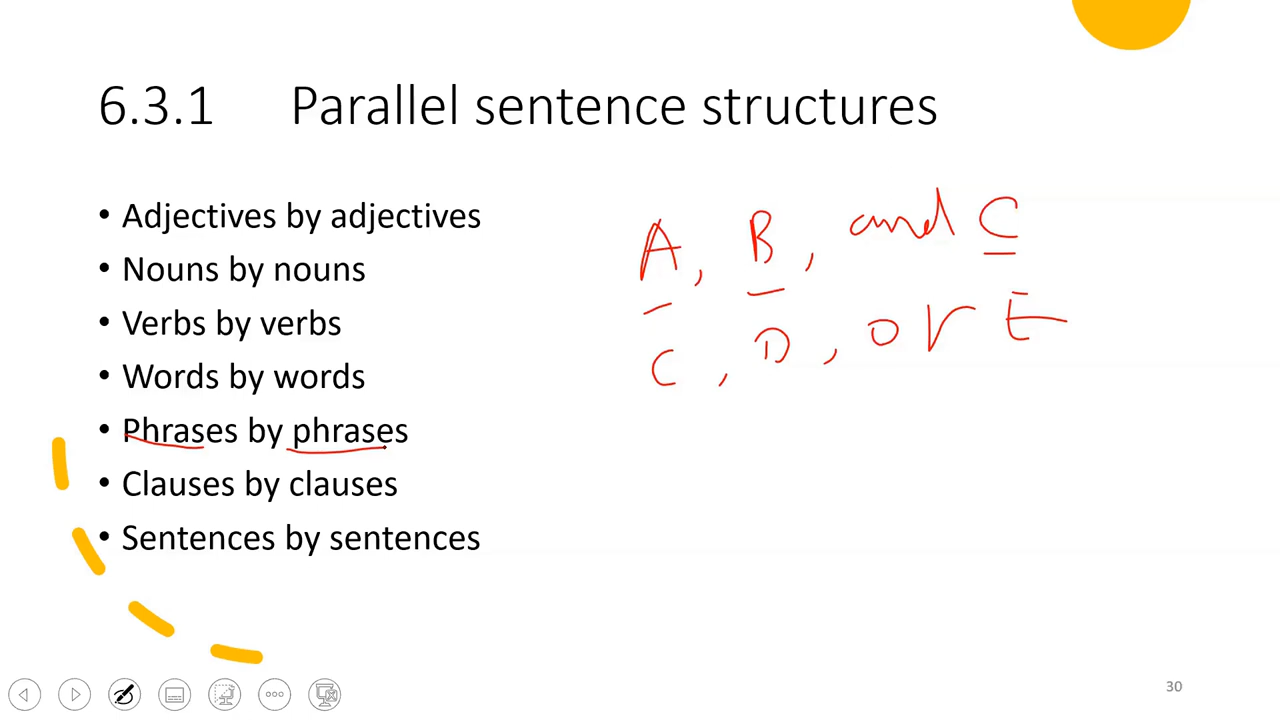 6.3.1 Parallel sentence structures
• Adjectives by adjectives
• Nouns by nouns
• Verbs by verbs
• Words by words
• Phrases by phrases
• Clauses by clauses
• Sentences by sentences
A, B, and C
C, D, or E
30